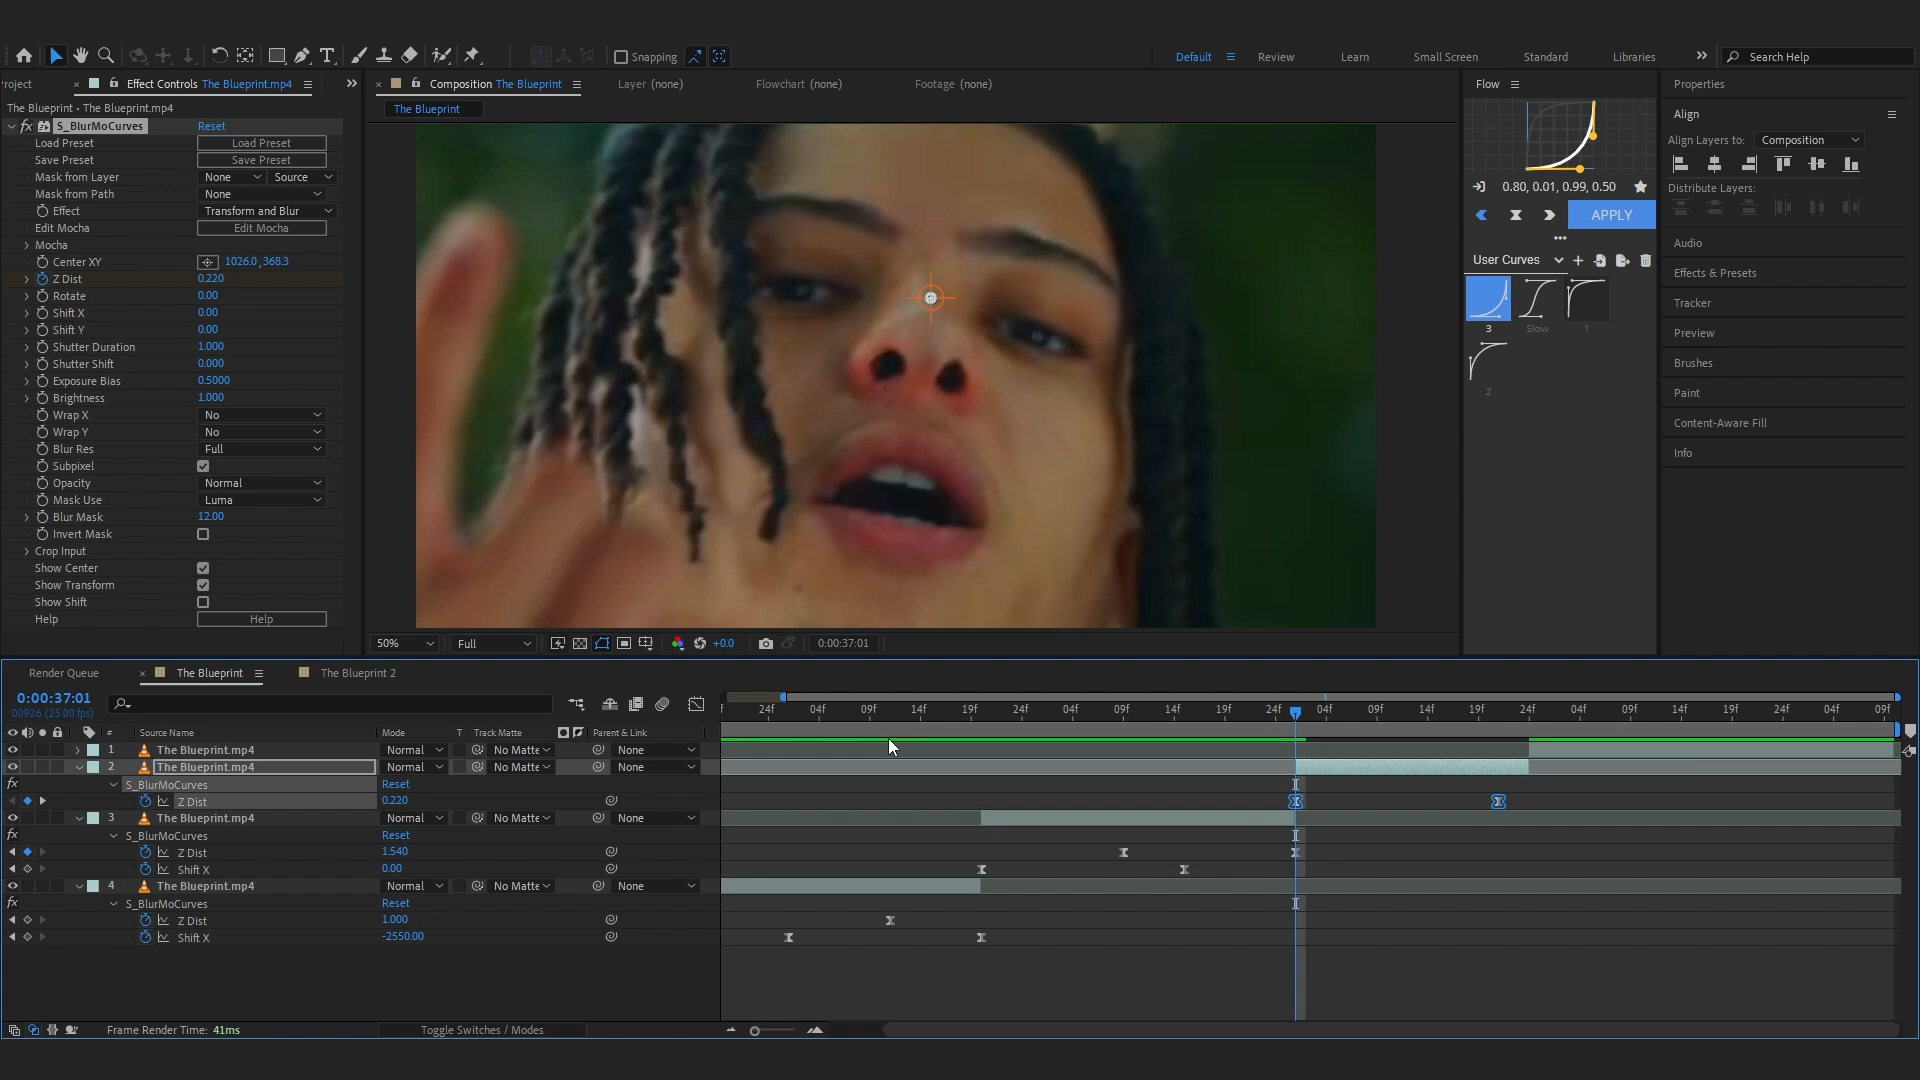 Snapping
Default
Review
Learn
Small Screen
Standard
Libraries
Search Help
roject
Effect Controls The Blueprint.mp4
Composition The Blueprint
Layer (none)
Flowchart (none)
Footage (none)
Flow
Properties
The Blueprint • The Blueprint.mp4
The Blueprint
Align
fx S_BlurMoCurves Reset
Load Preset Load Preset
Save Preset Save Preset
Mask from Layer None Source
Mask from Path None
Effect Transform and Blur
Edit Mocha Edit Mocha
Mocha
Center XY 1026.0,368.3
Z Dist 0.220
Rotate 0.00
Shift X 0.00
Shift Y 0.00
Shutter Duration 1.000
Shutter Shift 0.000
Exposure Bias 0.5000
Brightness 1.000
Wrap X No
Wrap Y No
Blur Res Full
Subpixel
Opacity Normal
Mask Use Luma
Blur Mask 12.00
Invert Mask
Crop Input
Show Center
Show Transform
Show Shift
Help Help
0.80, 0.01, 0.99, 0.50
APPLY
User Curves
3
Slow
1
2
Align Layers to: Composition
Distribute Layers:
Audio
Effects & Presets
Tracker
Preview
Brushes
Paint
Content-Aware Fill
Info
50%
Full
+0.0
0:00:37:01
Render Queue
The Blueprint
The Blueprint 2
0:00:37:01
00926 (25.00 fps)
f 24f 04f 09f 14f 19f 24f 04f 09f 14f 19f 24f 04f 09f 14f 19f 24f 04f 09f 14f 19f 24f 04f 09f
# Source Name Mode T Track Matte Parent & Link
1 The Blueprint.mp4 Normal No Matte None
2 The Blueprint.mp4 Normal No Matte None
fx S_BlurMoCurves Reset
Z Dist 0.220
3 The Blueprint.mp4 Normal No Matte None
fx S_BlurMoCurves Reset
Z Dist 1.540
Shift X 0.00
4 The Blueprint.mp4 Normal No Matte None
fx S_BlurMoCurves Reset
Z Dist 1.000
Shift X -2550.00
Frame Render Time: 41ms
Toggle Switches / Modes